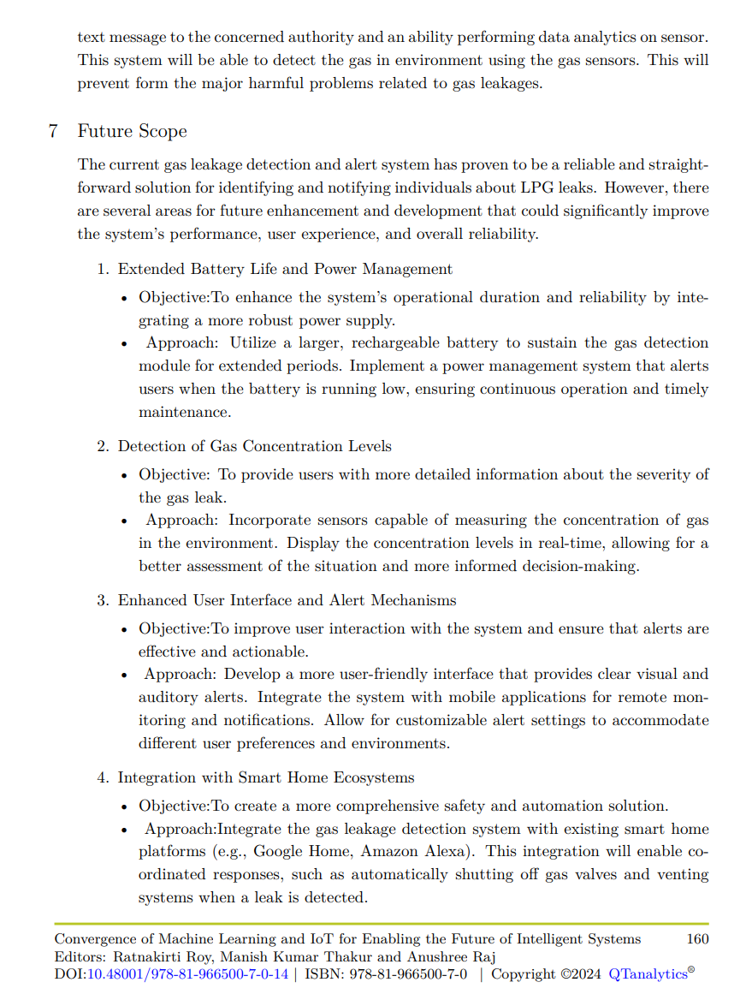 text message to the concerned authority and an ability performing data analytics on sensor.
This system will be able to detect the gas in environment using the gas sensors. This will
prevent form the major harmful problems related to gas leakages.
7 Future Scope
The current gas leakage detection and alert system has proven to be a reliable and straight-
forward solution for identifying and notifying individuals about LPG leaks. However, there
are several areas for future enhancement and development that could significantly improve
the system's performance, user experience, and overall reliability.
1. Extended Battery Life and Power Management
• Objective:To enhance the system's operational duration and reliability by inte-
grating a more robust power supply.
• Approach: Utilize a larger, rechargeable battery to sustain the gas detection
module for extended periods. Implement a power management system that alerts
users when the battery is running low, ensuring continuous operation and timely
maintenance.
2. Detection of Gas Concentration Levels
• Objective: To provide users with more detailed information about the severity of
the gas leak.
• Approach: Incorporate sensors capable of measuring the concentration of gas
in the environment. Display the concentration levels in real-time, allowing for a
better assessment of the situation and more informed decision-making.
3. Enhanced User Interface and Alert Mechanisms
• Objective:To improve user interaction with the system and ensure that alerts are
effective and actionable.
• Approach: Develop a more user-friendly interface that provides clear visual and
auditory alerts. Integrate the system with mobile applications for remote mon-
itoring and notifications. Allow for customizable alert settings to accommodate
different user preferences and environments.
4. Integration with Smart Home Ecosystems
• Objective:To create a more comprehensive safety and automation solution.
• Approach:Integrate the gas leakage detection system with existing smart home
platforms (e.g., Google Home, Amazon Alexa). This integration will enable co-
ordinated responses, such as automatically shutting off gas valves and venting
systems when a leak is detected.
Convergence of Machine Learning and IoT for Enabling the Future of Intelligent Systems 160
Editors: Ratnakirti Roy, Manish Kumar Thakur and Anushree Raj
DOI:10.48001/978-81-966500-7-0-14 | ISBN: 978-81-966500-7-0 | Copyright ©2024 QTanalytics®